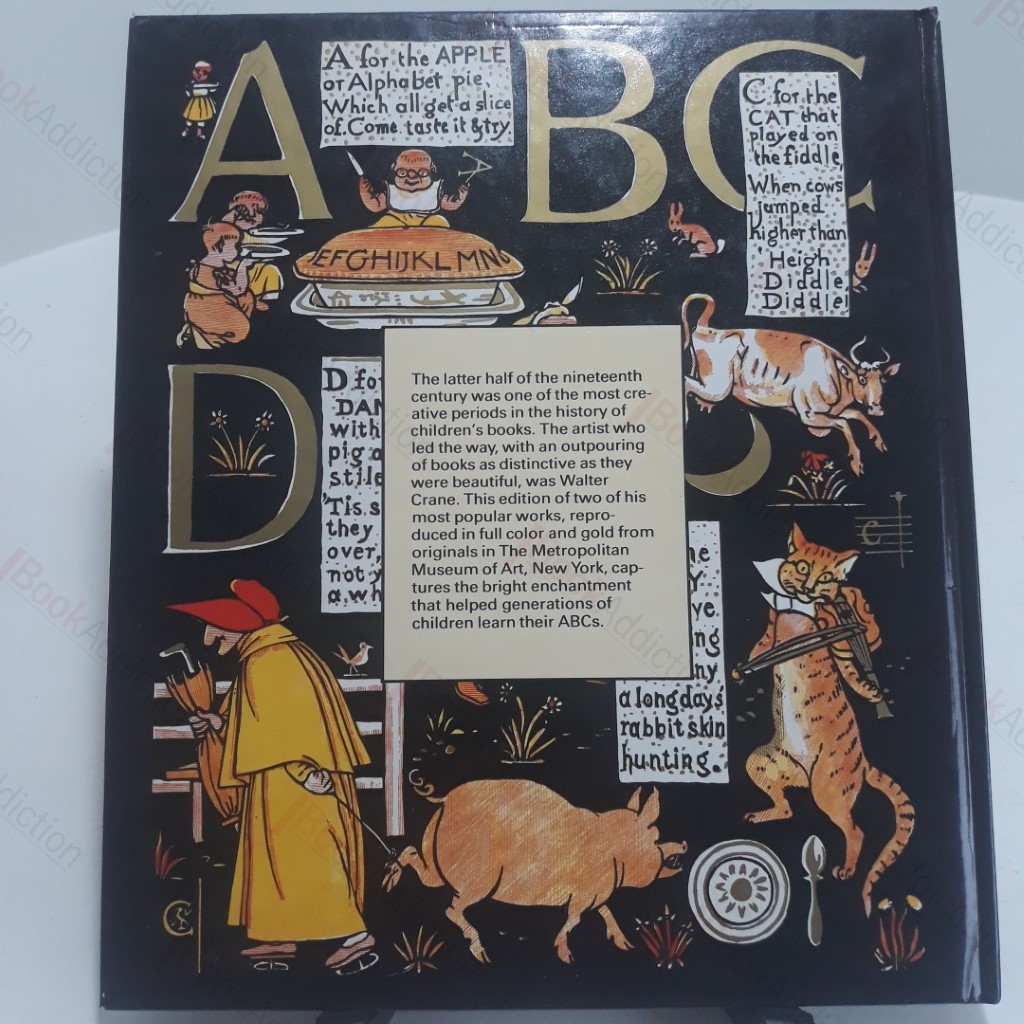 A B C
A for the APPLE
or Alphabet pie,
Which all get a slice
of. Come taste it & try.
C for the
CAT that
played on
the fiddle,
When cows
jumped
higher than
'Heigh
Diddle,
Diddle!'
EFGHIJKLMNO
A
D
D for
with
pig a
stile
'Tis s
they
over,
not y
a wh
The latter half of the nineteenth
century was one of the most cre-
ative periods in the history of
children's books. The artist who
led the way, with an outpouring
of books as distinctive as they
were beautiful, was Walter
Crane. This edition of two of his
most popular works, repro-
duced in full color and gold from
originals in The Metropolitan
Museum of Art, New York, cap-
tures the bright enchantment
that helped generations of
children learn their ABCs.
ye.
ng
ny
a long days'
rabbit skin
hunting.
BookAddiction